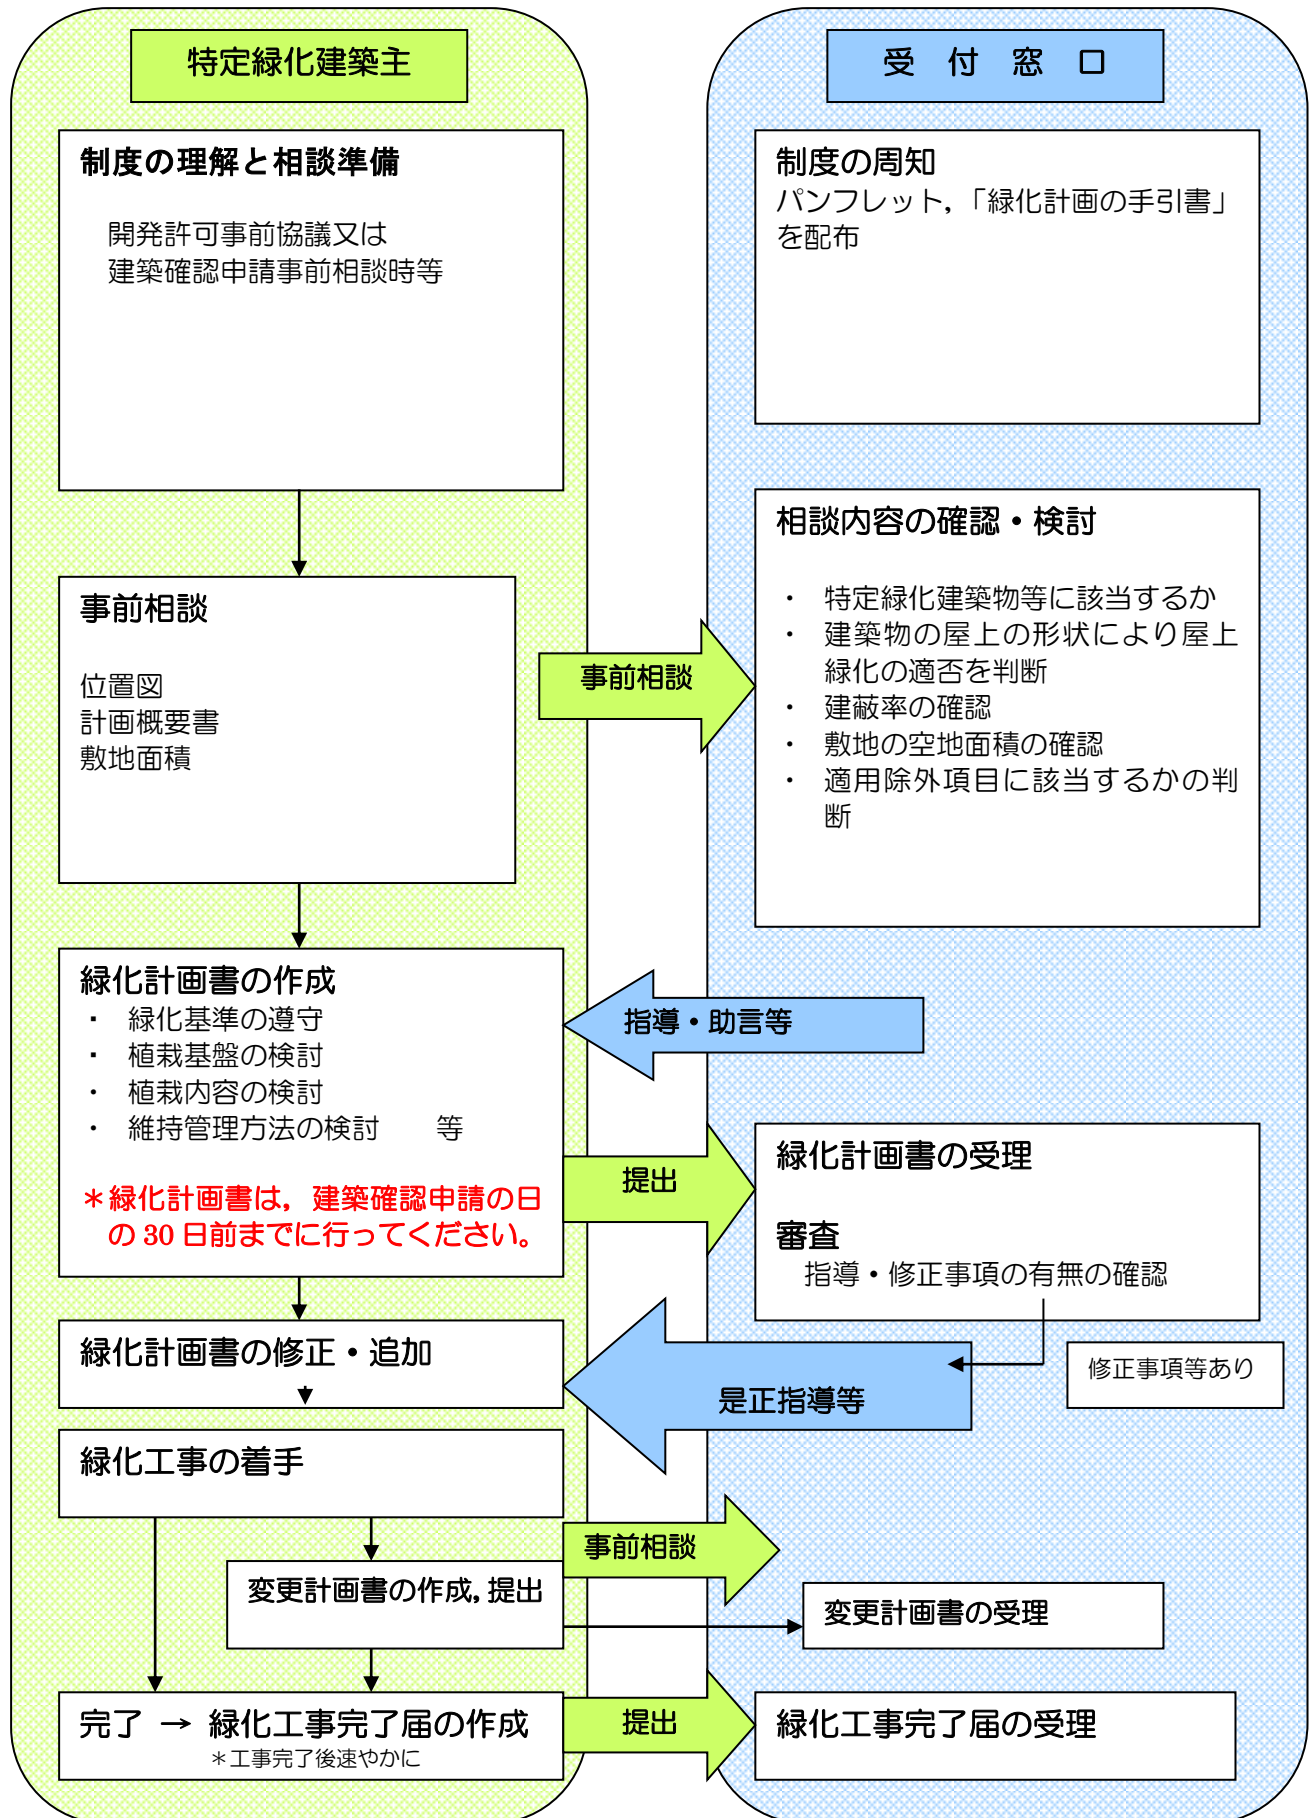 特定緑化建築主
制度の理解と相談準備
開発許可事前協議又は
建築確認申請事前相談時等
事前相談
位置図
計画概要書
敷地面積
緑化計画書の作成
・ 緑化基準の遵守
・ 植栽基盤の検討
・ 植栽内容の検討
・ 維持管理方法の検討　　等
＊緑化計画書は，建築確認申請の日
の 30 日前までに行ってください。
緑化計画書の修正・追加
緑化工事の着手
変更計画書の作成，提出
完了 → 緑化工事完了届の作成
＊工事完了後速やかに
事前相談
指導・助言等
提出
是正指導等
事前相談
提出
受　付　窓　口
制度の周知
パンフレット，「緑化計画の手引書」
を配布
相談内容の確認・検討
・ 特定緑化建築物等に該当するか
・ 建築物の屋上の形状により屋上
緑化の適否を判断
・ 建蔽率の確認
・ 敷地の空地面積の確認
・ 適用除外項目に該当するかの判
断
緑化計画書の受理
審査
指導・修正事項の有無の確認
修正事項等あり
変更計画書の受理
緑化工事完了届の受理